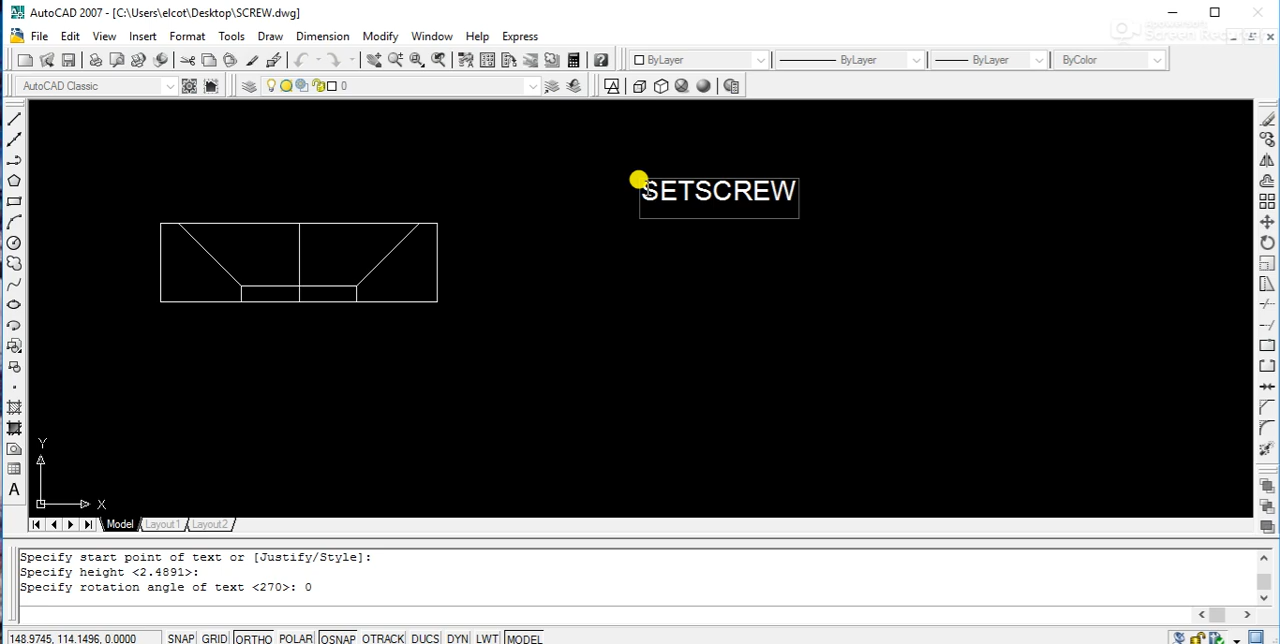 AutoCAD 2007 - [C:\Users\elcot\Desktop\SCREW.dwg]
File Edit View Insert Format Tools Draw Dimension Modify Window Help Express
ByLayer ByLayer ByLayer ByColor
AutoCAD Classic 0
SETSCREW
Y
X
A
Model Layout1 Layout2
Specify start point of text or [Justify/Style]:
Specify height <2.4891>:
Specify rotation angle of text <270>: 0
148.9745, 114.1496, 0.0000 SNAP GRID ORTHO POLAR OSNAP OTRACK DUCS DYN LWT MODEL